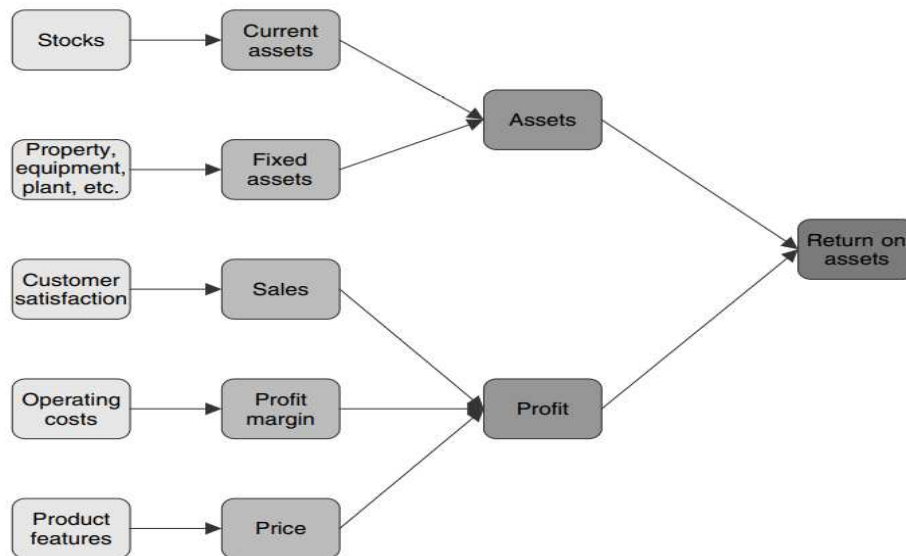 Stocks
Current
assets
Assets
Property,
equipment,
plant, etc.
Fixed
assets
Return on
assets
Customer
satisfaction
Sales
Operating
costs
Profit
margin
Profit
Product
features
Price